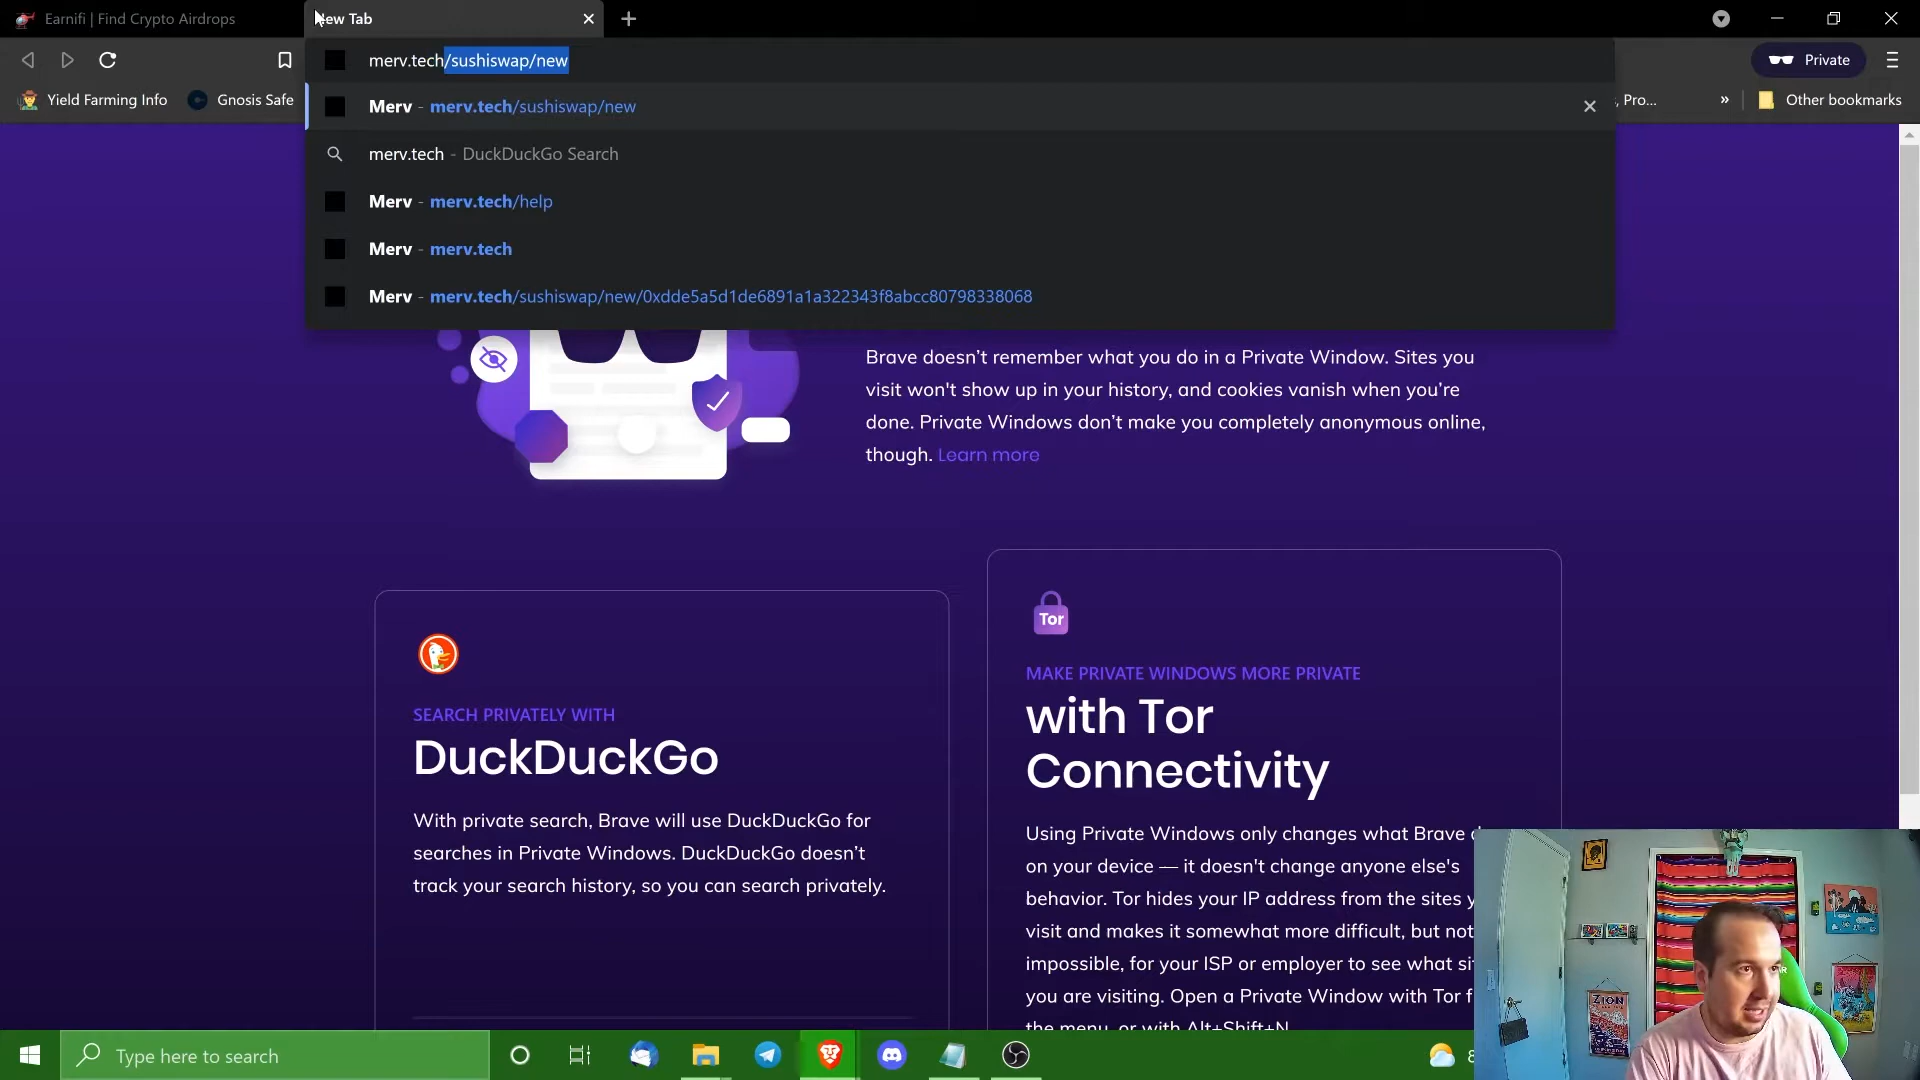 Earnifi | Find Crypto Airdrops
New Tab
merv.tech/sushiswap/new
Private
Yield Farming Info
Gnosis Safe
, Pro...
»
Other bookmarks
Merv - merv.tech/sushiswap/new
merv.tech - DuckDuckGo Search
Merv - merv.tech/help
Merv - merv.tech
Merv - merv.tech/sushiswap/new/0xdde5a5d1de6891a1a322343f8abcc80798338068
Brave doesn't remember what you do in a Private Window. Sites you
visit won't show up in your history, and cookies vanish when you're
done. Private Windows don't make you completely anonymous online,
though. Learn more
SEARCH PRIVATELY WITH
DuckDuckGo
With private search, Brave will use DuckDuckGo for
searches in Private Windows. DuckDuckGo doesn't
track your search history, so you can search privately.
Tor
MAKE PRIVATE WINDOWS MORE PRIVATE
with Tor
Connectivity
Using Private Windows only changes what Brave
on your device — it doesn't change anyone else's
behavior. Tor hides your IP address from the sites
visit and makes it somewhat more difficult, but not
impossible, for your ISP or employer to see what
you are visiting. Open a Private Window with Tor
the menu, or with Alt+Shift+N
ZION
Type here to search